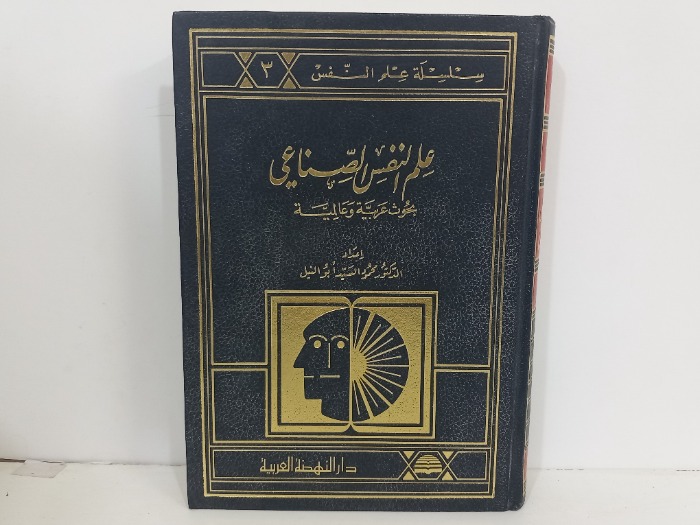 سلسلة علم النفس ٣
علم النفس الصناعي
بحوث عربية وعالمية
إعداد
الدكتور محمود السيد أبو النيل
دار النهضة العربية